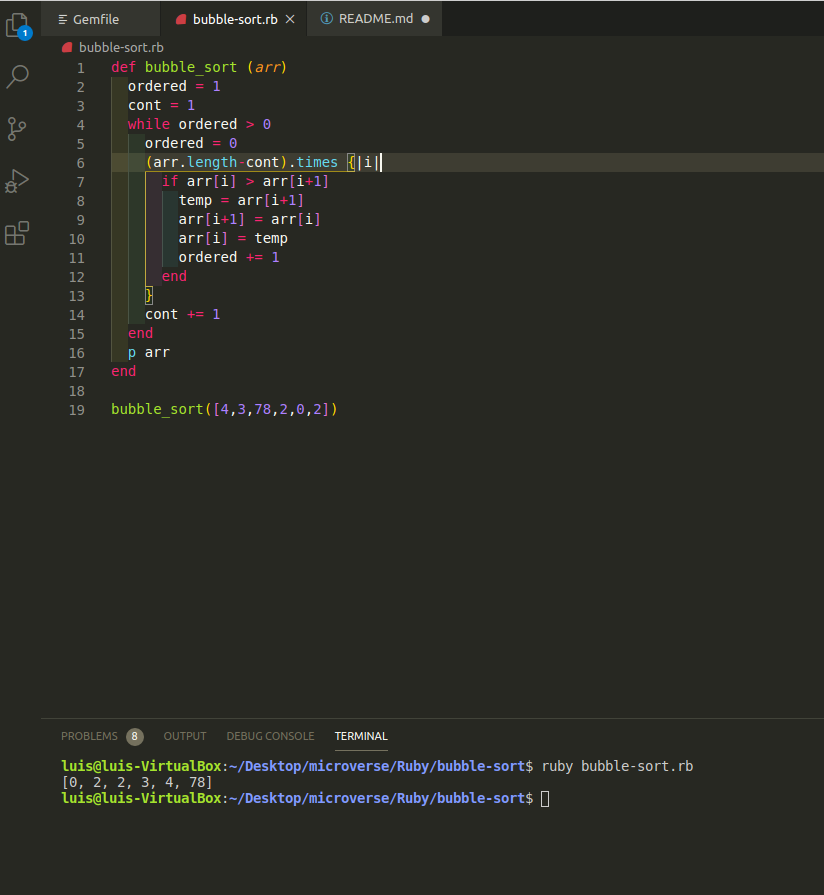 Gemfile bubble-sort.rb README.md
1
bubble-sort.rb
1 def bubble_sort (arr)
2 ordered = 1
3 cont = 1
4 while ordered > 0
5 ordered = 0
6 (arr.length-cont).times {|i|
7 if arr[i] > arr[i+1]
8 temp = arr[i+1]
9 arr[i+1] = arr[i]
10 arr[i] = temp
11 ordered += 1
12 end
13 }
14 cont += 1
15 end
16 p arr
17 end
18
19 bubble_sort([4,3,78,2,0,2])
PROBLEMS 8 OUTPUT DEBUG CONSOLE TERMINAL
luis@luis-VirtualBox:~/Desktop/microverse/Ruby/bubble-sort$ ruby bubble-sort.rb
[0, 2, 2, 3, 4, 78]
luis@luis-VirtualBox:~/Desktop/microverse/Ruby/bubble-sort$